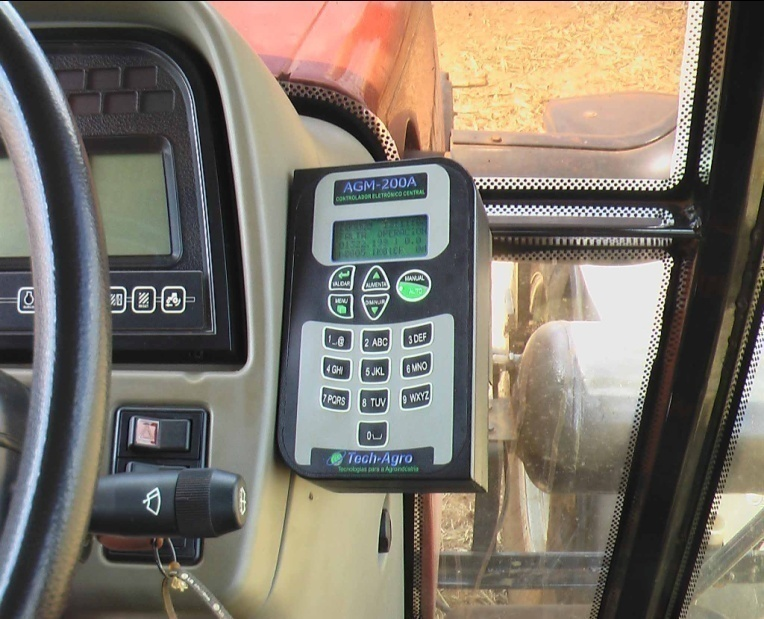 AGM-200A
CONTROLADOR ELETRÔNICO CENTRAL
VALIDAR
AUMENTA
MANUAL
AUTO
MENU
DIMINUIR
1 .@
2 ABC
3 DEF
4 GHI
5 JKL
6 MNO
7 PQRS
8 TUV
9 WXYZ
0
Tech-Agro
Tecnologias para a Agroindústria